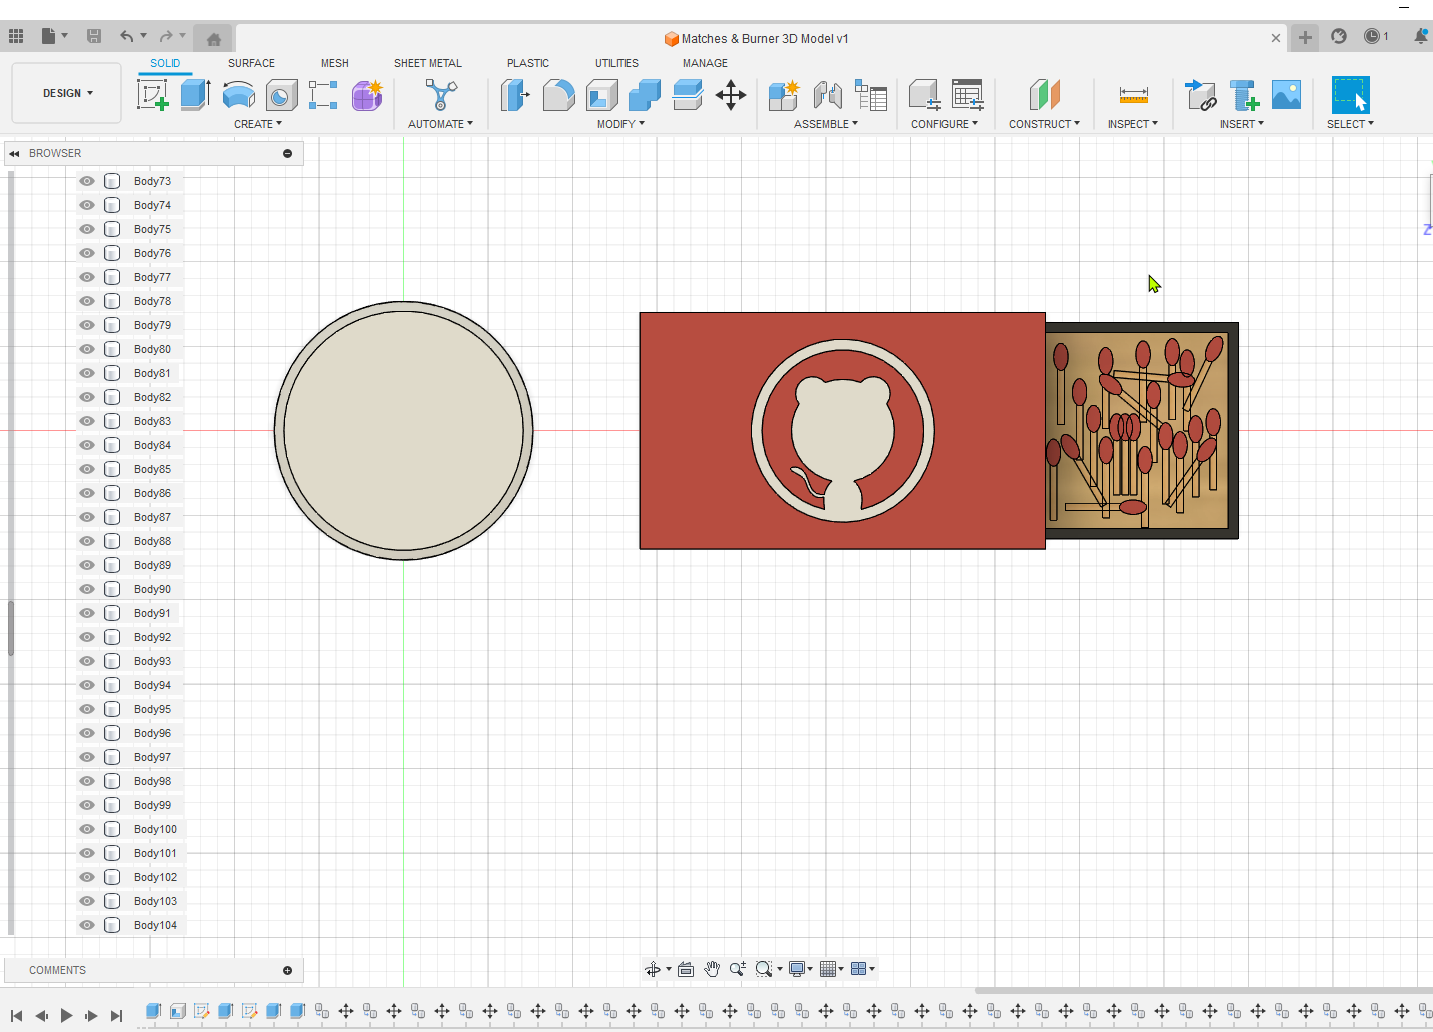 Matches & Burner 3D Model v1
1
DESIGN
SOLID SURFACE MESH SHEET METAL PLASTIC UTILITIES MANAGE
CREATE AUTOMATE MODIFY ASSEMBLE CONFIGURE CONSTRUCT INSPECT INSERT SELECT
BROWSER
Body73
Body74
Body75
Body76
Body77
Body78
Body79
Body80
Body81
Body82
Body83
Body84
Body85
Body86
Body87
Body88
Body89
Body90
Body91
Body92
Body93
Body94
Body95
Body96
Body97
Body98
Body99
Body100
Body101
Body102
Body103
Body104
Z
COMMENTS